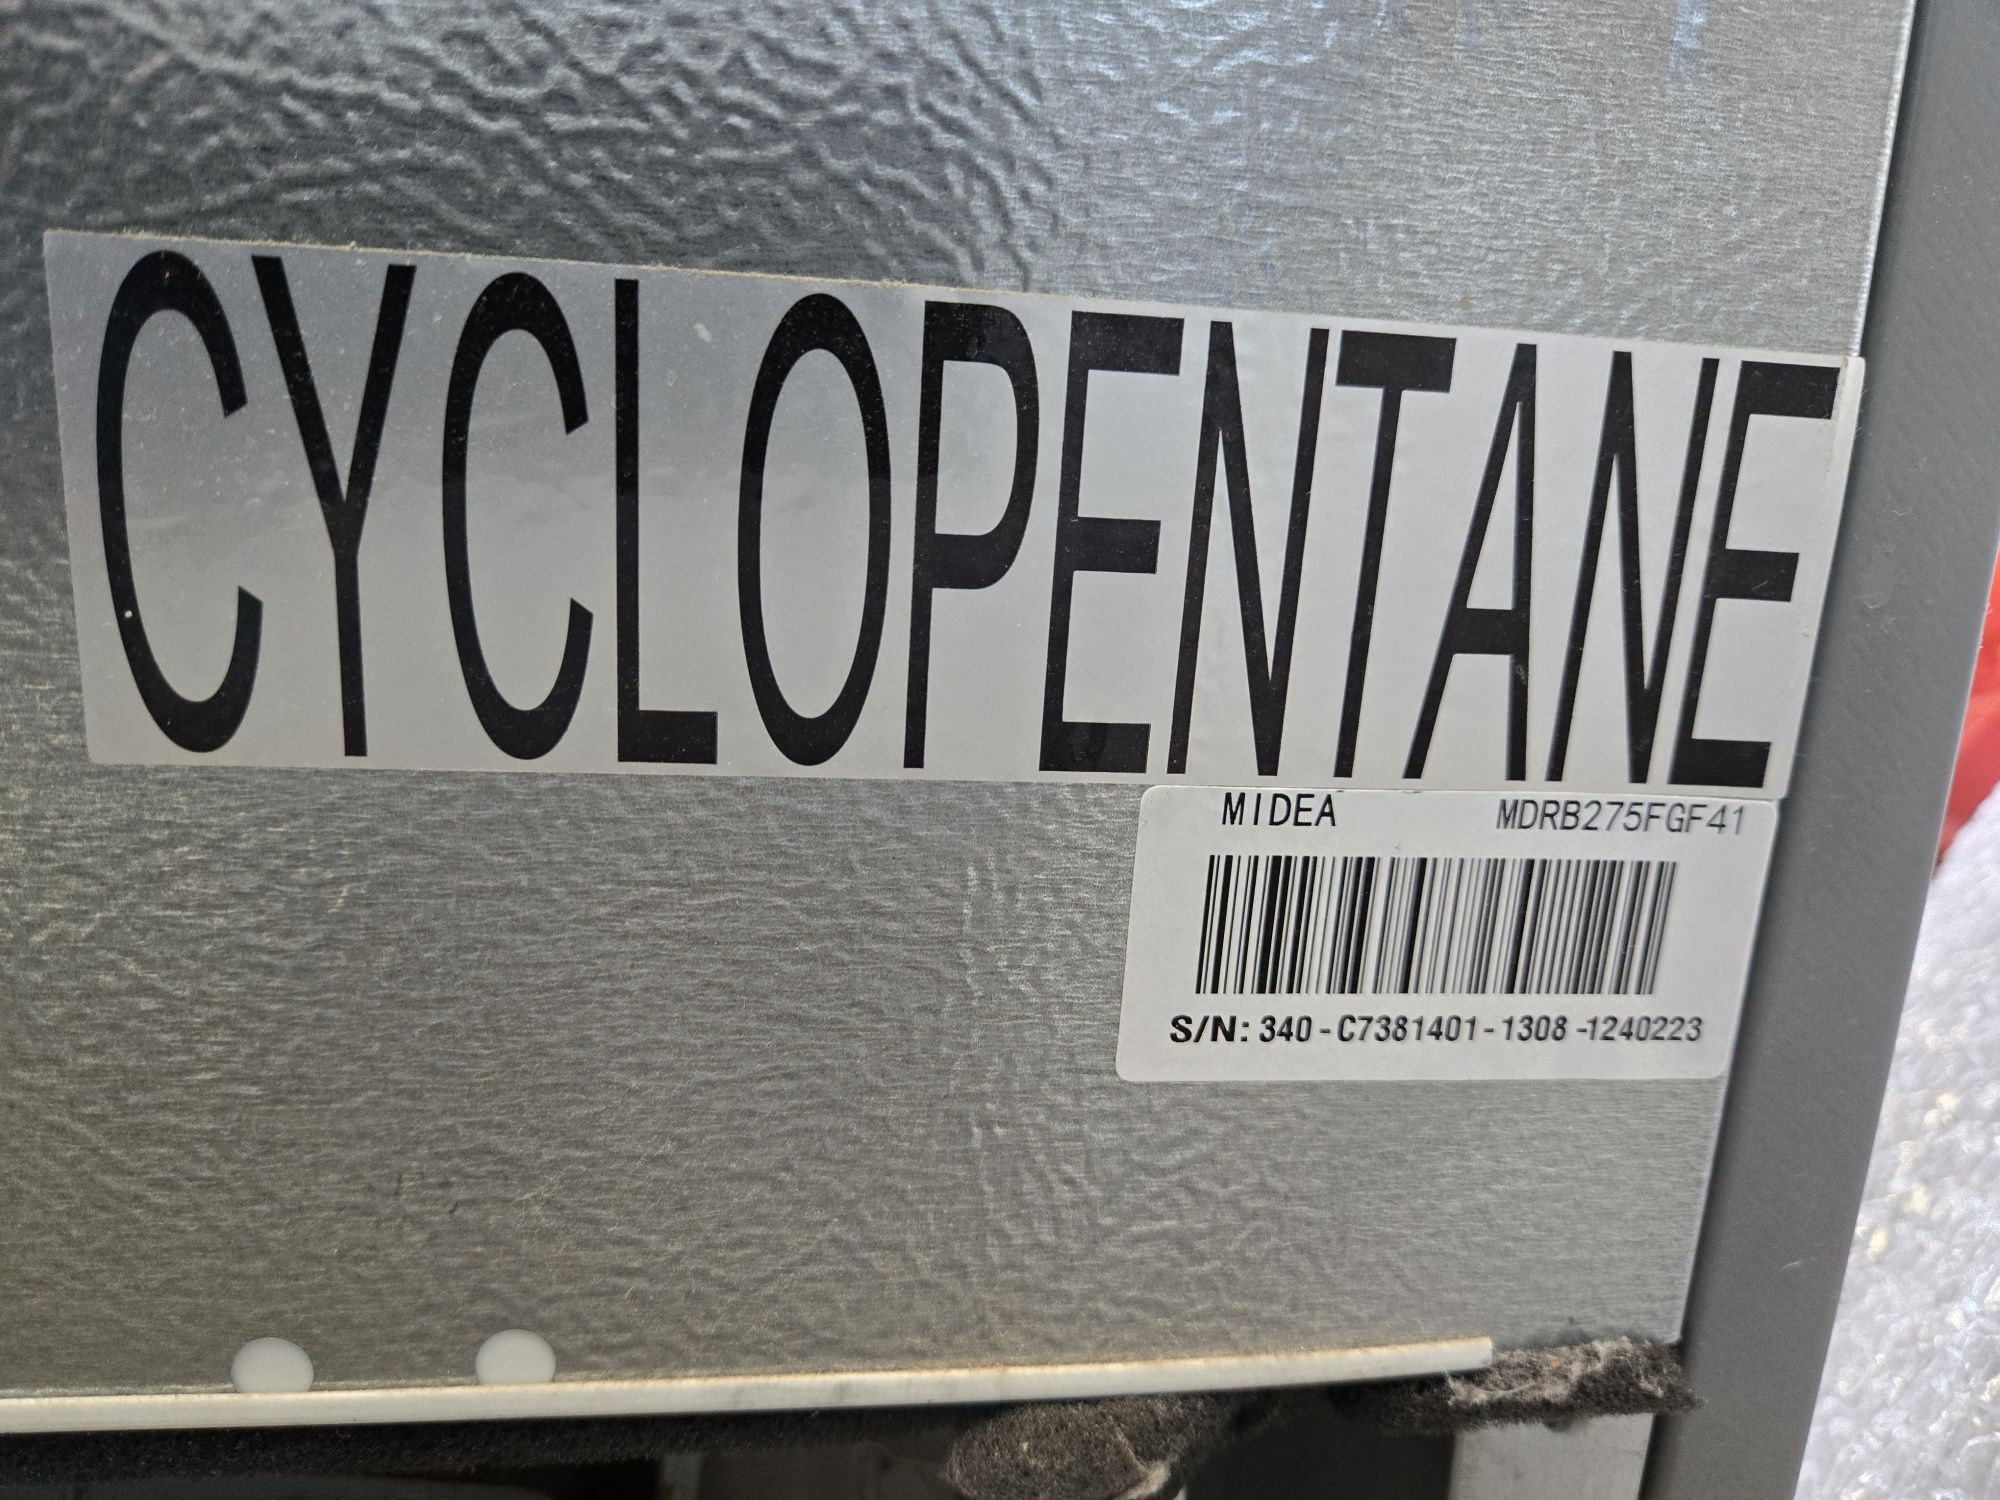 CYCLOPENTANE
MIDEA MDRB275FGF41
S/N: 340-C7381401-1308-1240223